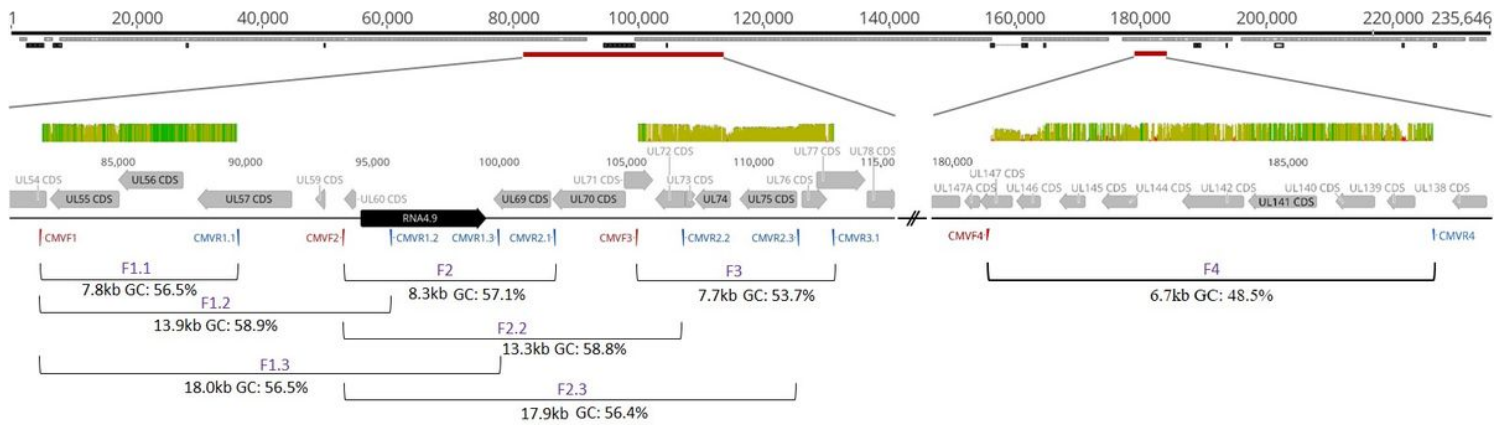 1 20,000 40,000 60,000 80,000 100,000 120,000 140,000 160,000 180,000 200,000 220,000 235,646
UL72 CDS UL77 CDS UL78 CDS
85,000 90,000 95,000 100,000 105,000 110,000 115,000 180,000 185,000
UL147 CDS
UL54 CDS UL56 CDS UL59 CDS UL71 CDS UL73 CDS UL76 CDS UL147A CDS UL146 CDS UL145 CDS UL144 CDS UL142 CDS UL140 CDS UL139 CDS UL138 CDS
UL55 CDS UL57 CDS UL60 CDS UL69 CDS UL70 CDS UL74 UL75 CDS UL141 CDS
RNA4.9
CMVF1 CMVR1.1 CMVF2 CMVR1.2 CMVR1.3 CMVR2.1 CMVF3 CMVR2.2 CMVR2.3 CMVR3.1 CMVF4 CMVR4
F1.1 F2 F3 F4
7.8kb GC: 56.5% 8.3kb GC: 57.1% 7.7kb GC: 53.7% 6.7kb GC: 48.5%
F1.2
13.9kb GC: 58.9%
F2.2
13.3kb GC: 58.8%
F1.3
18.0kb GC: 56.5%
F2.3
17.9kb GC: 56.4%